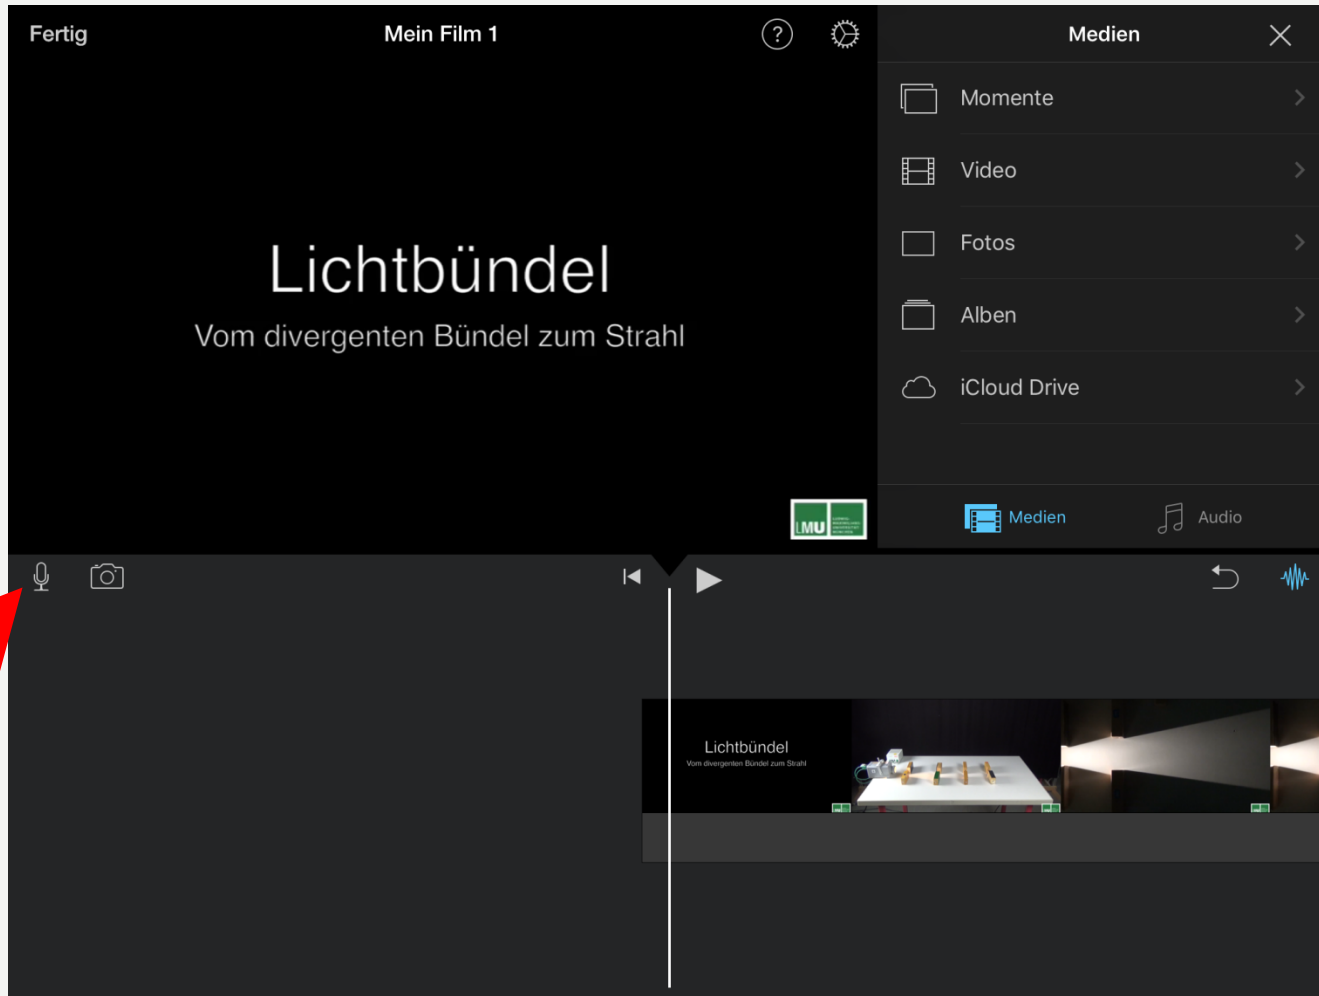 Fertig
Mein Film 1
?
Medien
Momente
Video
Fotos
Alben
iCloud Drive
Lichtbündel
Vom divergenten Bündel zum Strahl
LMU
Medien
Audio
Lichtbündel
Vom divergenten Bündel zum Strahl